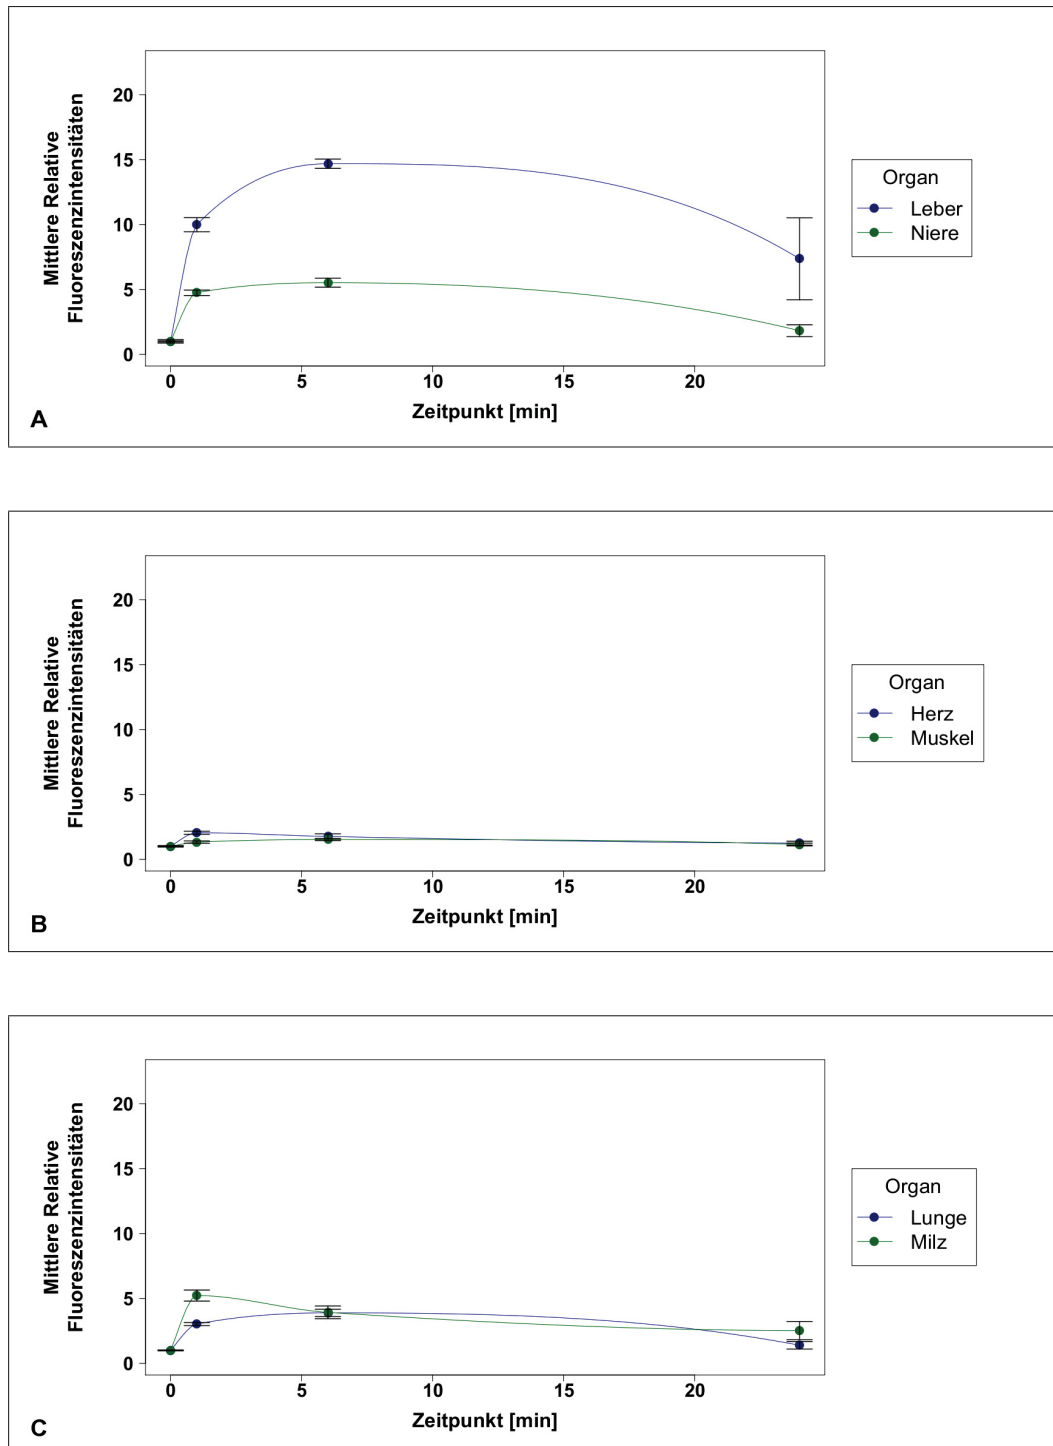 Mittlere Relative
Fluoreszenzintensitäten
20
15
10
5
0
0 5 10 15 20
Zeitpunkt [min]
Organ
Leber
Niere
A
Mittlere Relative
Fluoreszenzintensitäten
20
15
10
5
0
0 5 10 15 20
Zeitpunkt [min]
Organ
Herz
Muskel
B
Mittlere Relative
Fluoreszenzintensitäten
20
15
10
5
0
0 5 10 15 20
Zeitpunkt [min]
Organ
Lunge
Milz
C